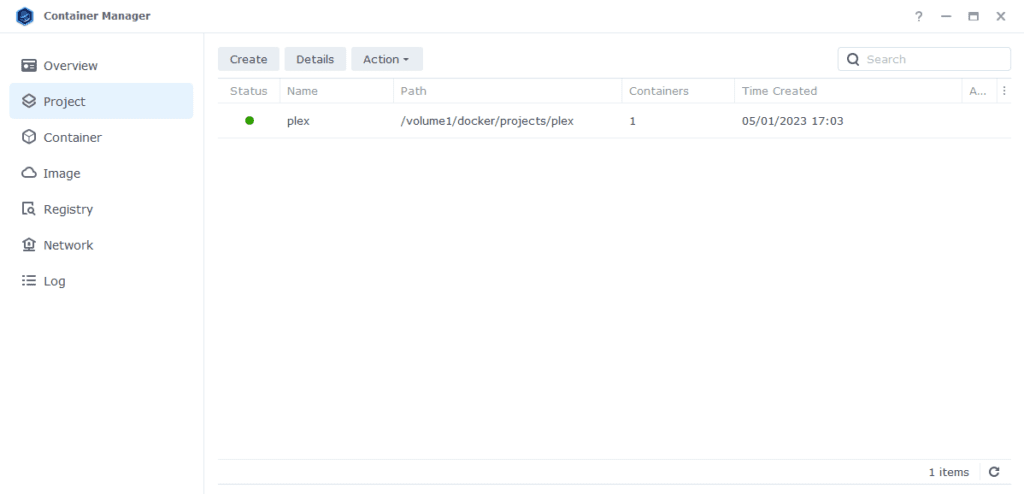 Container Manager
?
Overview
Project
Container
Image
Registry
Network
Log
Create Details Action
Search
Status Name Path Containers Time Created A...
plex /volume1/docker/projects/plex 1 05/01/2023 17:03
1 items